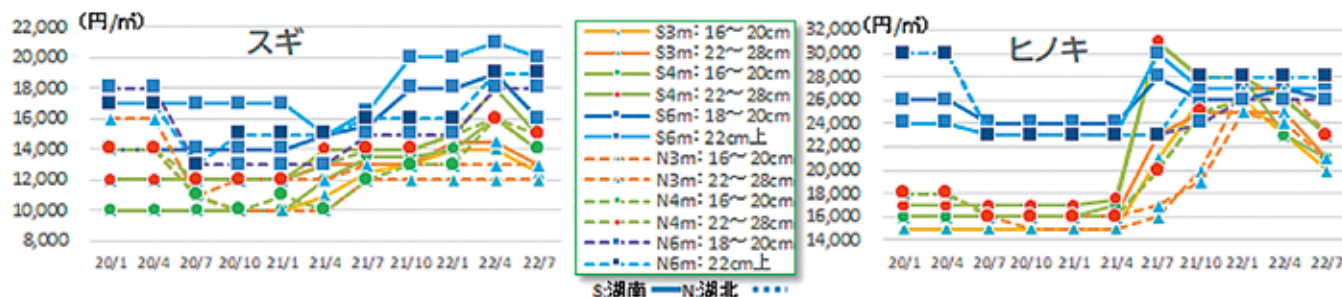 (円/㎥)
スギ
22,000
20,000
18,000
16,000
14,000
12,000
10,000
8,000
20/1 20/4 20/7 20/10 21/1 21/4 21/7 21/10 22/1 22/4 22/7
S3m：16～20cm
S3m：22～28cm
S4m：16～20cm
S4m：22～28cm
S6m：18～20cm
S6m：22cm上
N3m：16～20cm
N3m：22～28cm
N4m：16～20cm
N4m：22～28cm
N6m：18～20cm
N6m：22cm上
S:湖南 N:湖北
(円/㎥)
ヒノキ
32,000
30,000
28,000
26,000
24,000
22,000
20,000
18,000
16,000
14,000
20/1 20/4 20/7 20/10 21/1 21/4 21/7 21/10 22/1 22/4 22/7